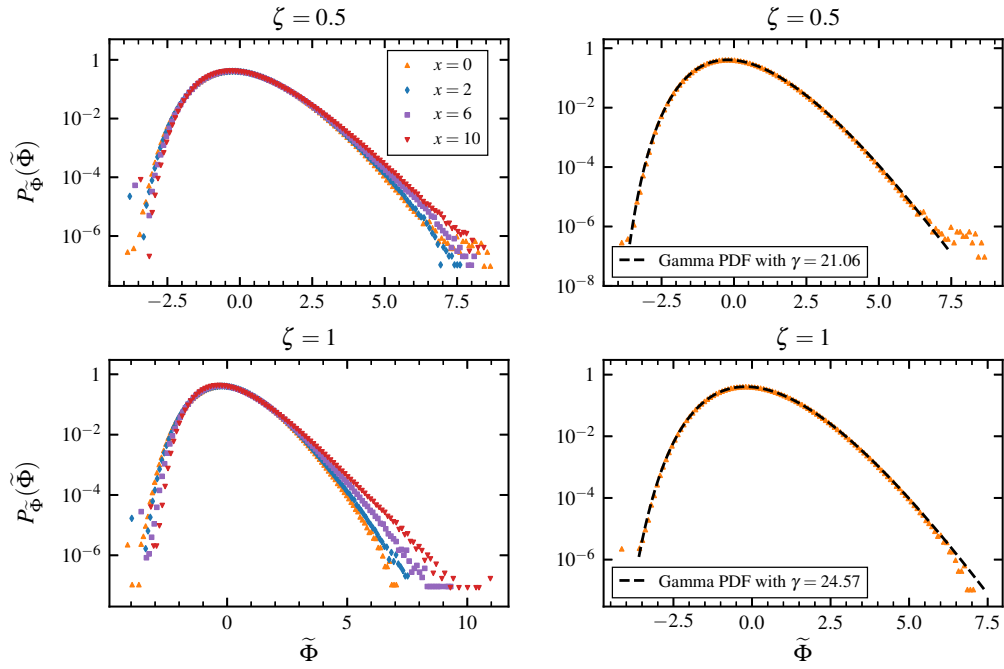 ζ = 0.5
1
10⁻²
10⁻⁴
10⁻⁶
P_Φ̃(Φ̃)
x = 0
x = 2
x = 6
x = 10
−2.5 0.0 2.5 5.0 7.5
ζ = 0.5
1
10⁻²
10⁻⁴
10⁻⁶
10⁻⁸
Gamma PDF with γ = 21.06
−2.5 0.0 2.5 5.0 7.5
ζ = 1
1
10⁻²
10⁻⁴
10⁻⁶
P_Φ̃(Φ̃)
0 5 10
Φ̃
ζ = 1
1
10⁻²
10⁻⁴
10⁻⁶
Gamma PDF with γ = 24.57
−2.5 0.0 2.5 5.0 7.5
Φ̃